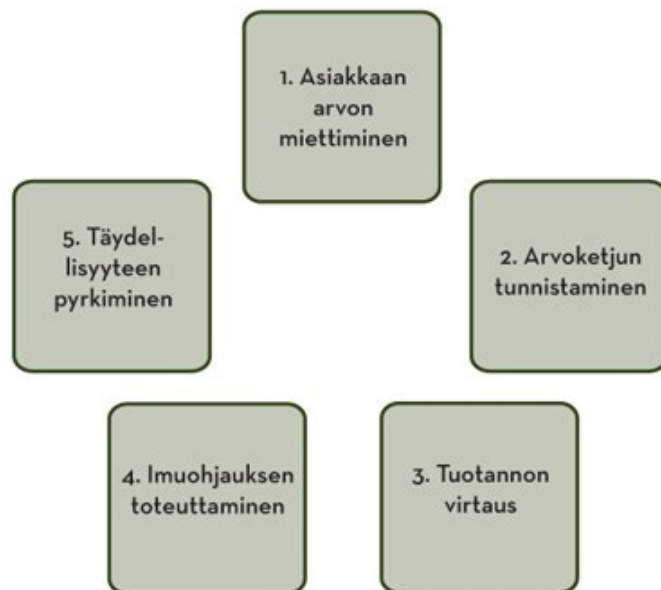 1. Asiakkaan
arvon
miettiminen
2. Arvoketjun
tunnistaminen
3. Tuotannon
virtaus
4. Imuohjauksen
toteuttaminen
5. Täydel-
lisyyteen
pyrkiminen